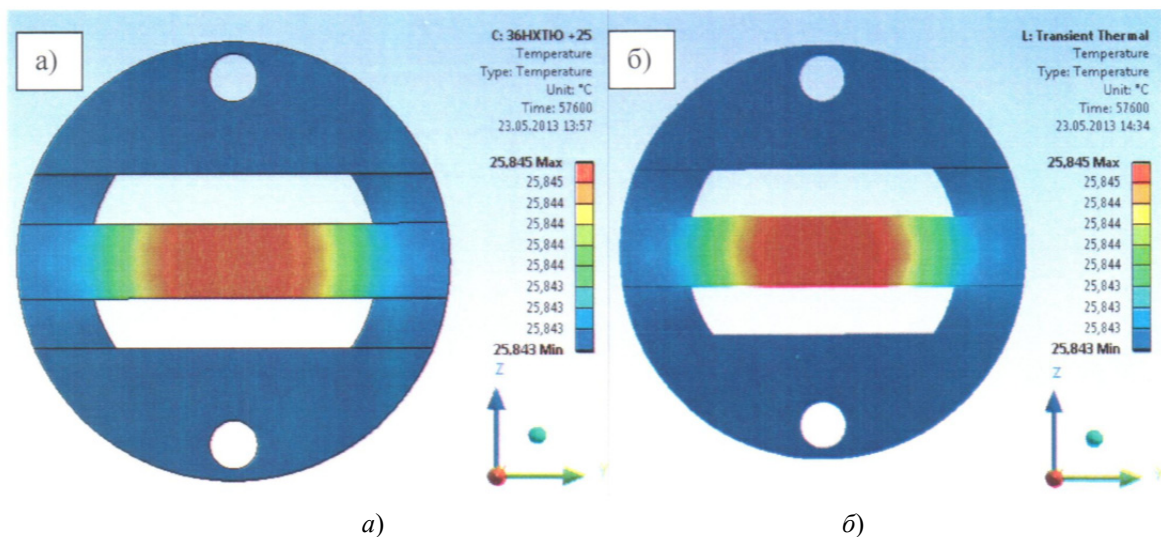 а)
C: 36НХТЮ +25
Temperature
Type: Temperature
Unit: °C
Time: 57600
23.05.2013 13:57
25,845 Max
25,845
25,844
25,844
25,844
25,844
25,843
25,843
25,843
25,843 Min
Z
б)
L: Transient Thermal
Temperature
Type: Temperature
Unit: °C
Time: 57600
23.05.2013 14:34
25,845 Max
25,845
25,844
25,844
25,844
25,844
25,843
25,843
25,843
25,843 Min
Z
а)
б)